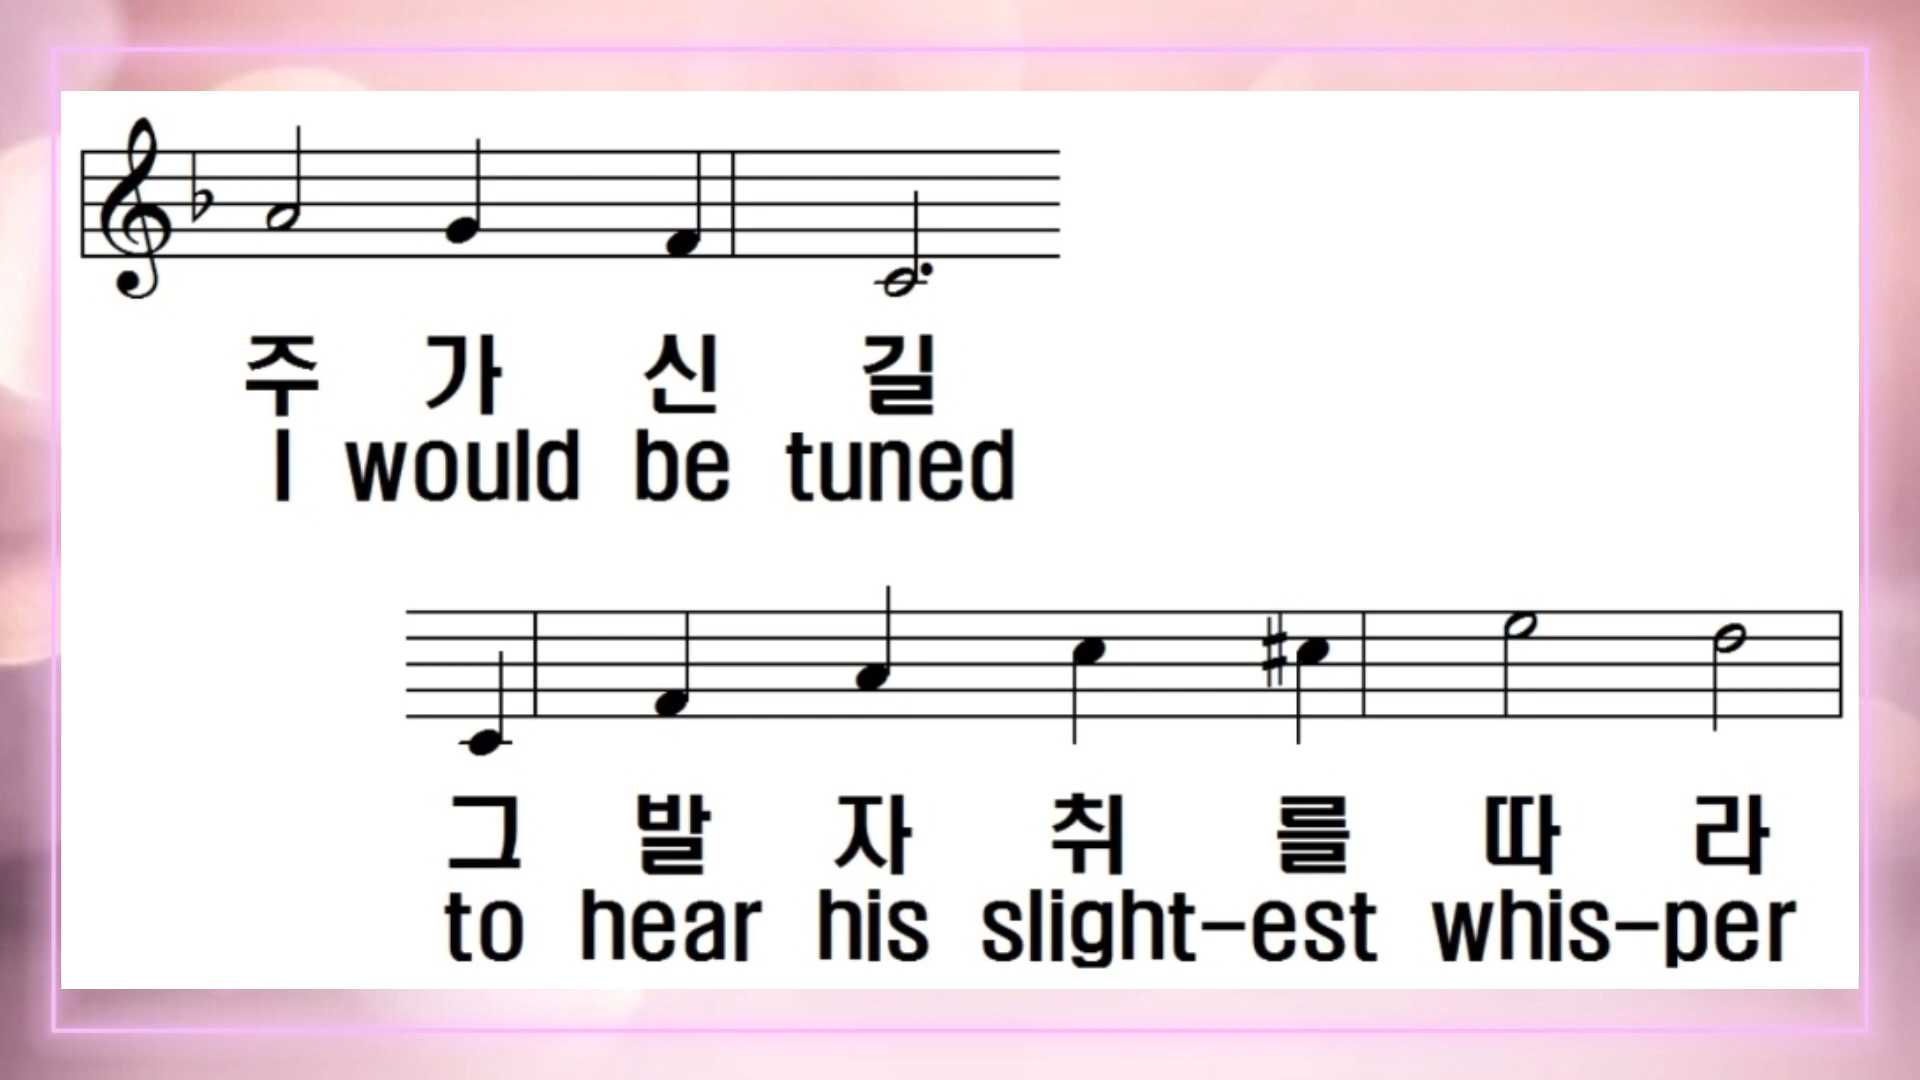 주 가 신 길
I would be tuned
그 발 자 취 를 따 라
to hear his slight-est whis-per